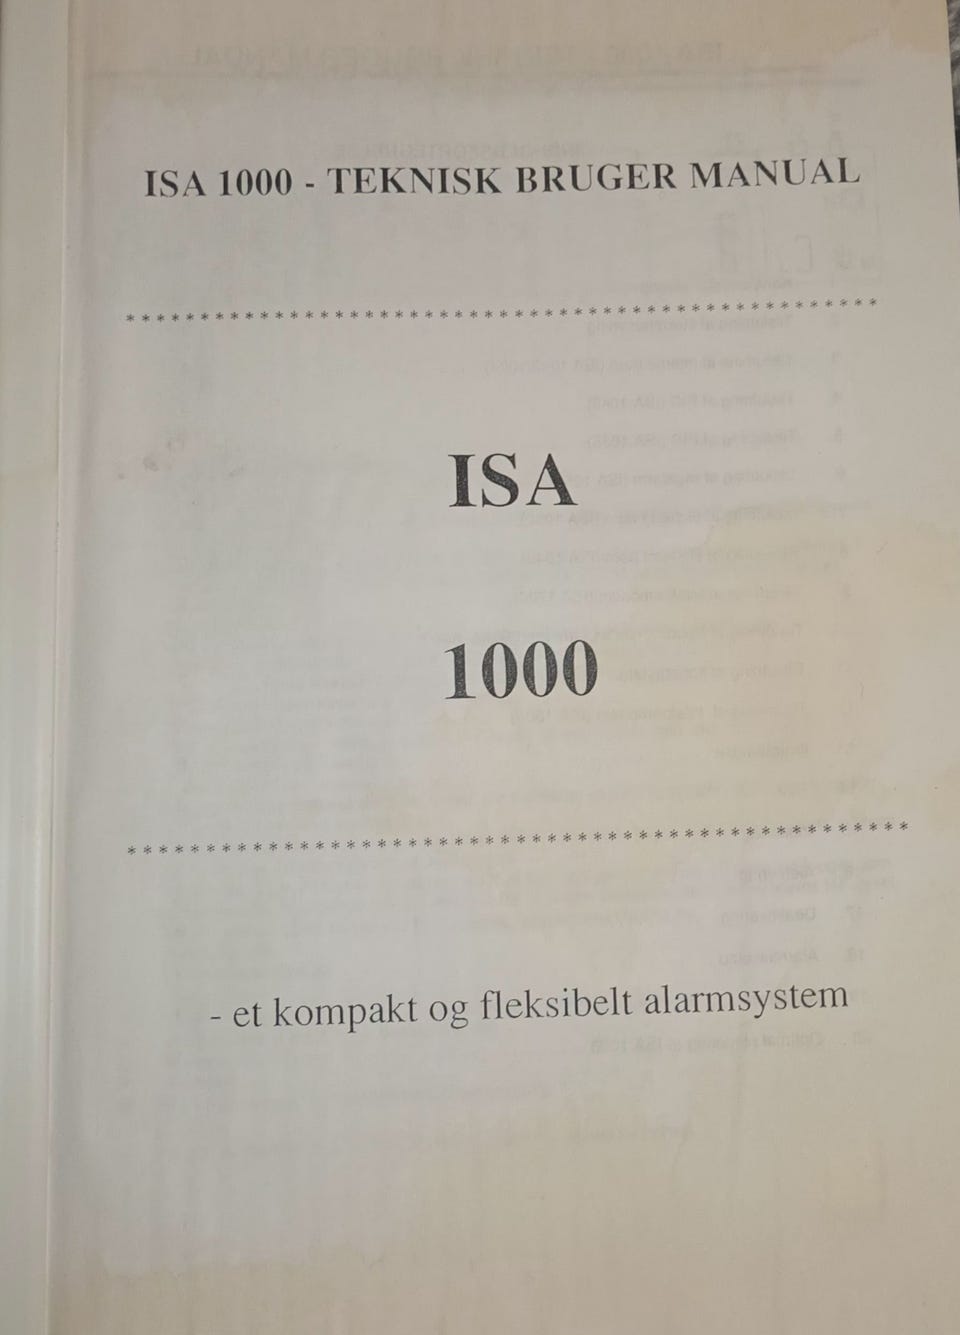 ISA 1000 - TEKNISK BRUGER MANUAL
* * * * * * * * * * * * * * * * * * * * * * * * * * * * * * * * * * * * * * * * * * * * * * * * * * *
ISA
1000
* * * * * * * * * * * * * * * * * * * * * * * * * * * * * * * * * * * * * * * * * * * * * * * * * *
- et kompakt og fleksibelt alarmsystem